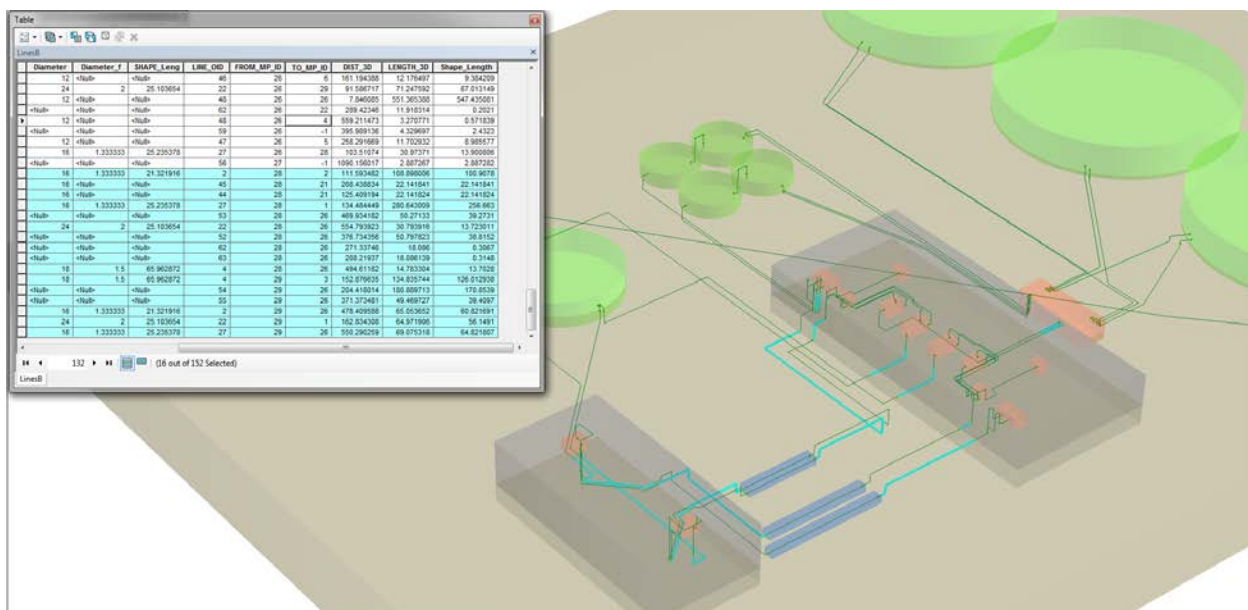 Table
LinesB
Diameter Diameter_f SHAPE_Leng LINE_OID FROM_MP_ID TO_MP_ID DIST_3D LENGTH_3D Shape_Length
12 <Null> <Null> 46 26 6 161.194388 12.176497 9.384209
24 2 25.103654 22 26 29 91.586717 71.247592 67.013149
12 <Null> <Null> 48 26 26 7.846085 551.365388 547.435081
<Null> <Null> <Null> 62 26 22 289.42346 11.918314 0.2021
12 <Null> <Null> 48 26 4 559.211473 3.270771 0.571839
<Null> <Null> <Null> 59 26 -1 395.989136 4.329697 2.4323
12 <Null> <Null> 47 26 5 258.291669 11.702932 8.985577
16 1.333333 25.235378 27 26 28 103.51074 30.97371 13.900806
<Null> <Null> <Null> 56 27 -1 1090.156017 2.887267 2.887282
16 1.333333 21.321916 2 28 2 111.593482 108.898006 100.9078
16 <Null> <Null> 45 28 21 208.438834 22.141841 22.141841
16 <Null> <Null> 44 28 21 125.409194 22.141824 22.141824
16 1.333333 25.235378 27 28 1 134.484449 280.643009 256.663
<Null> <Null> <Null> 53 28 26 469.934182 50.27133 39.2731
24 2 25.103654 22 28 26 554.793923 30.793916 13.723011
<Null> <Null> <Null> 52 28 26 376.734356 50.797823 38.8152
<Null> <Null> <Null> 62 28 26 271.33746 18.086 0.3067
<Null> <Null> <Null> 63 28 26 208.21937 18.086139 0.3148
18 1.5 65.962872 4 28 26 494.61182 14.783304 13.7028
18 1.5 65.962872 4 29 3 152.876635 134.835744 126.012938
<Null> <Null> <Null> 54 29 26 204.418014 180.889713 170.8539
<Null> <Null> <Null> 55 29 26 371.373481 49.469727 38.4097
16 1.333333 21.321916 2 29 26 478.409588 65.053652 60.821691
24 2 25.103654 22 29 1 162.834308 64.971906 56.1491
16 1.333333 25.235378 27 29 26 550.290259 69.075318 64.821807
132 (16 out of 152 Selected)
LinesB